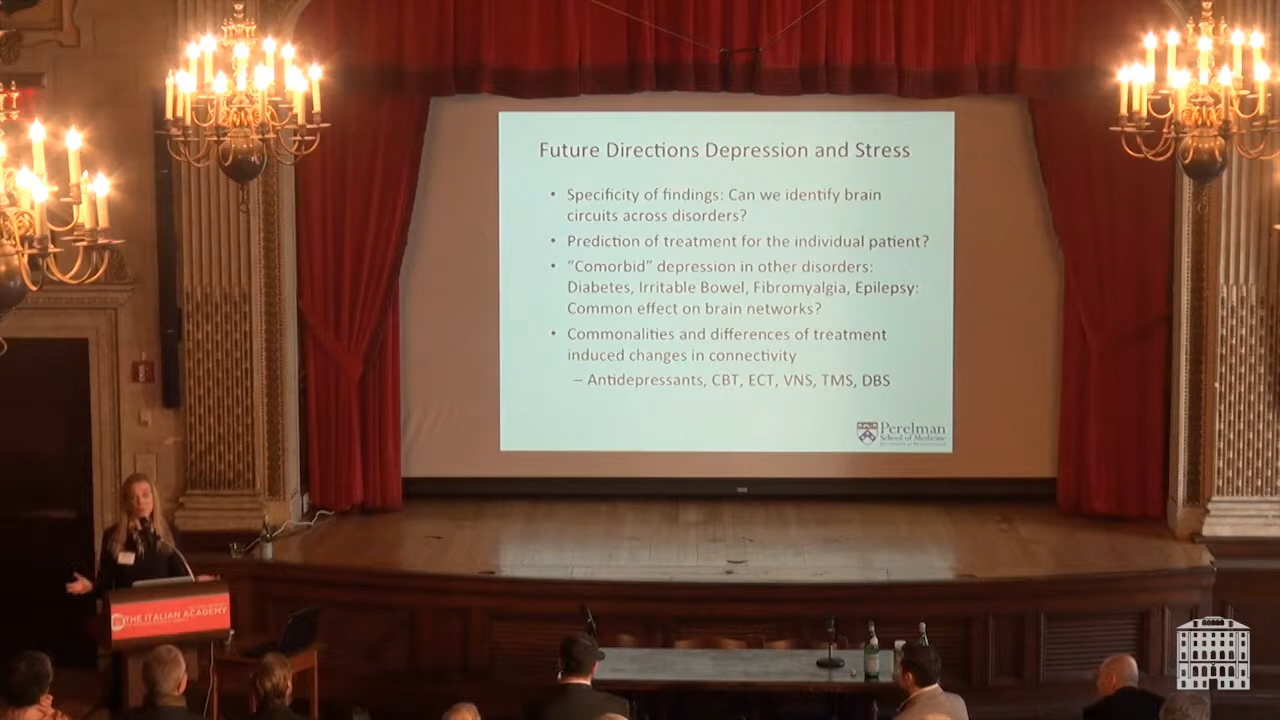 Future Directions Depression and Stress
• Specificity of findings: Can we identify brain
circuits across disorders?
• Prediction of treatment for the individual patient?
• “Comorbid” depression in other disorders:
Diabetes, Irritable Bowel, Fibromyalgia, Epilepsy:
Common effect on brain networks?
• Commonalities and differences of treatment
induced changes in connectivity
– Antidepressants, CBT, ECT, VNS, TMS, DBS
Perelman
School of Medicine
THE ITALIAN ACADEMY